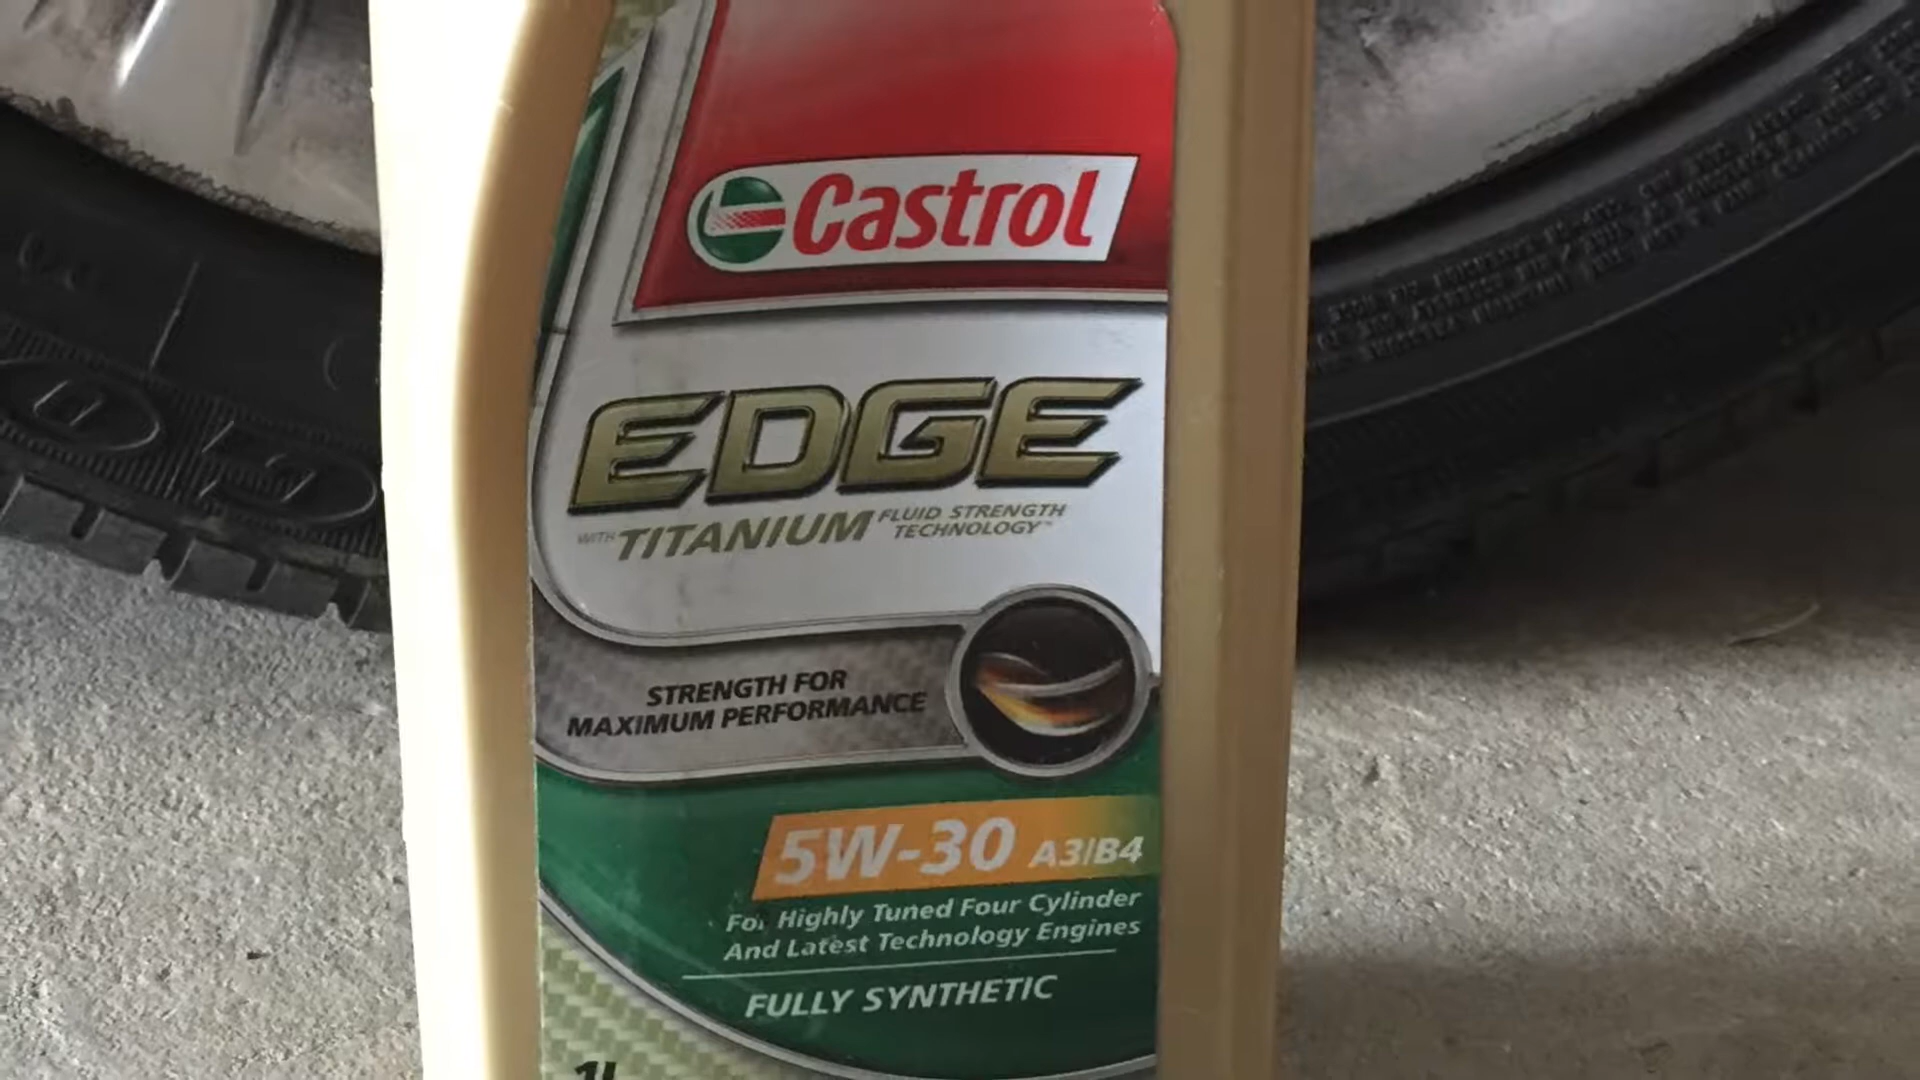 Castrol
EDGE
WITH TITANIUM FLUID STRENGTH
TECHNOLOGY™
STRENGTH FOR
MAXIMUM PERFORMANCE
5W-30 A3/B4
For Highly Tuned Four Cylinder
And Latest Technology Engines
FULLY SYNTHETIC
1L